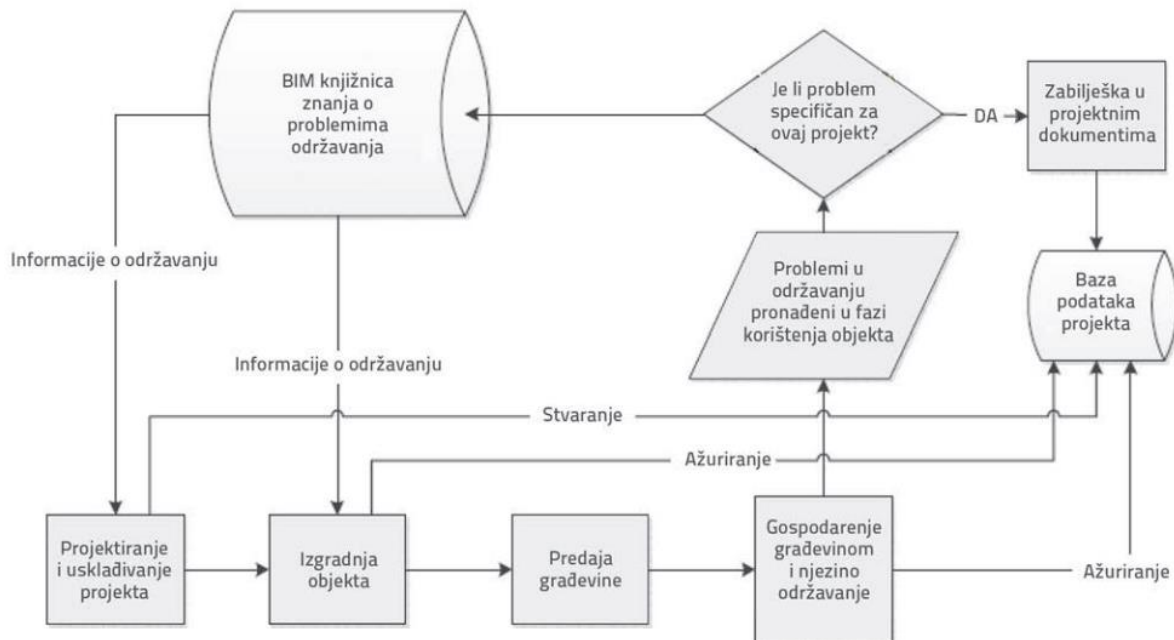 BIM knjižnica
znanja o
problemima
održavanja
Je li problem
specifičan za
ovaj projekt?
DA
Zabilješka u
projektnim
dokumentima
Informacije o održavanju
Problemi u
održavanju
pronađeni u fazi
korištenja objekta
Baza
podataka
projekta
Informacije o održavanju
Stvaranje
Ažuriranje
Projektiranje
i usklađivanje
projekta
Izgradnja
objekta
Predaja
građevine
Gospodarenje
građevinom
i njezino
održavanje
Ažuriranje